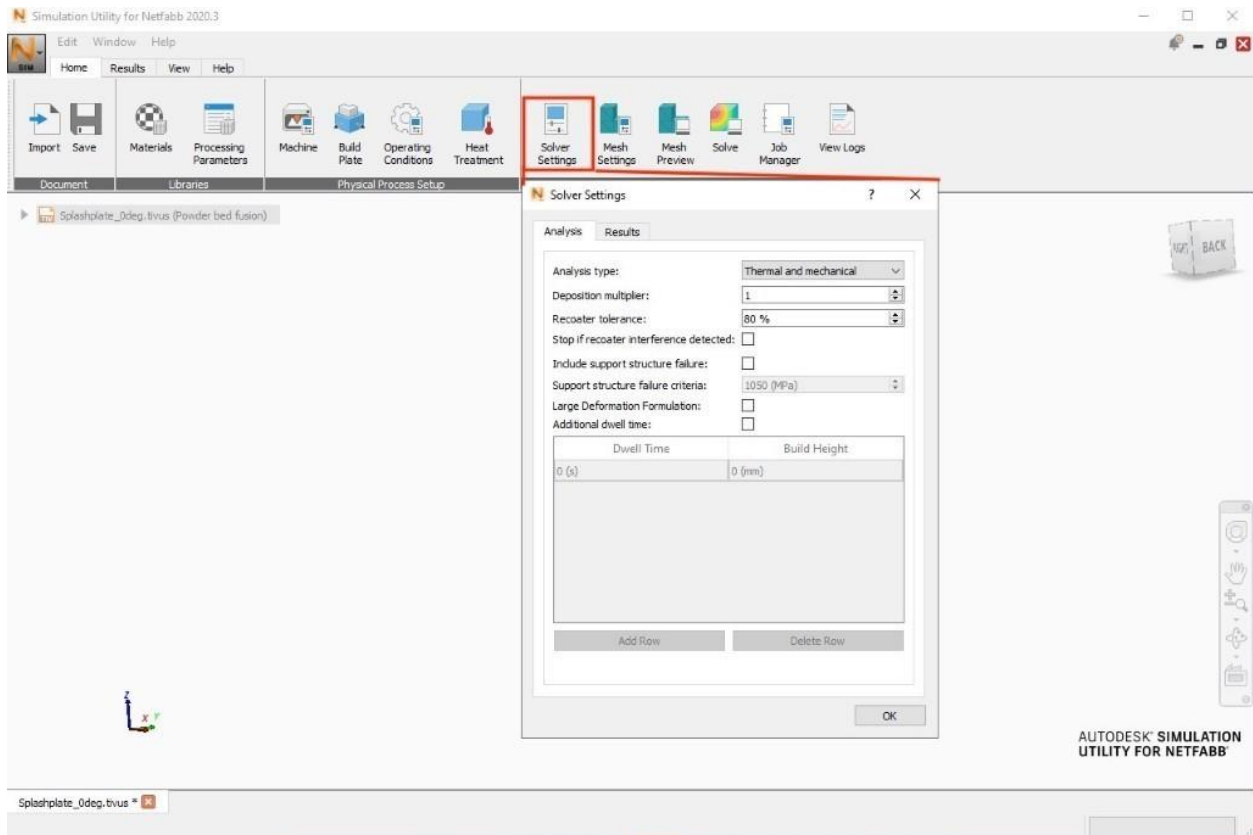 Simulation Utility for Netfabb 2020.3
Edit Window Help
SIM
Home Results View Help
Import Save Materials Processing Parameters Machine Build Plate Operating Conditions Heat Treatment Solver Settings Mesh Settings Mesh Preview Solve Job Manager View Logs
Document Libraries Physical Process Setup
Splashplate_0deg.tivus (Powder bed fusion)
Solver Settings ? 
Analysis Results
Analysis type: Thermal and mechanical
Deposition multiplier: 1
Recoater tolerance: 80 %
Stop if recoater interference detected:
Include support structure failure:
Support structure failure criteria: 1050 (MPa)
Large Deformation Formulation:
Additional dwell time:
Dwell Time Build Height
0 (s) 0 (mm)
Add Row Delete Row
OK
BACK
Z
X Y
AUTODESK® SIMULATION
UTILITY FOR NETFABB®
Splashplate_0deg.tivus *